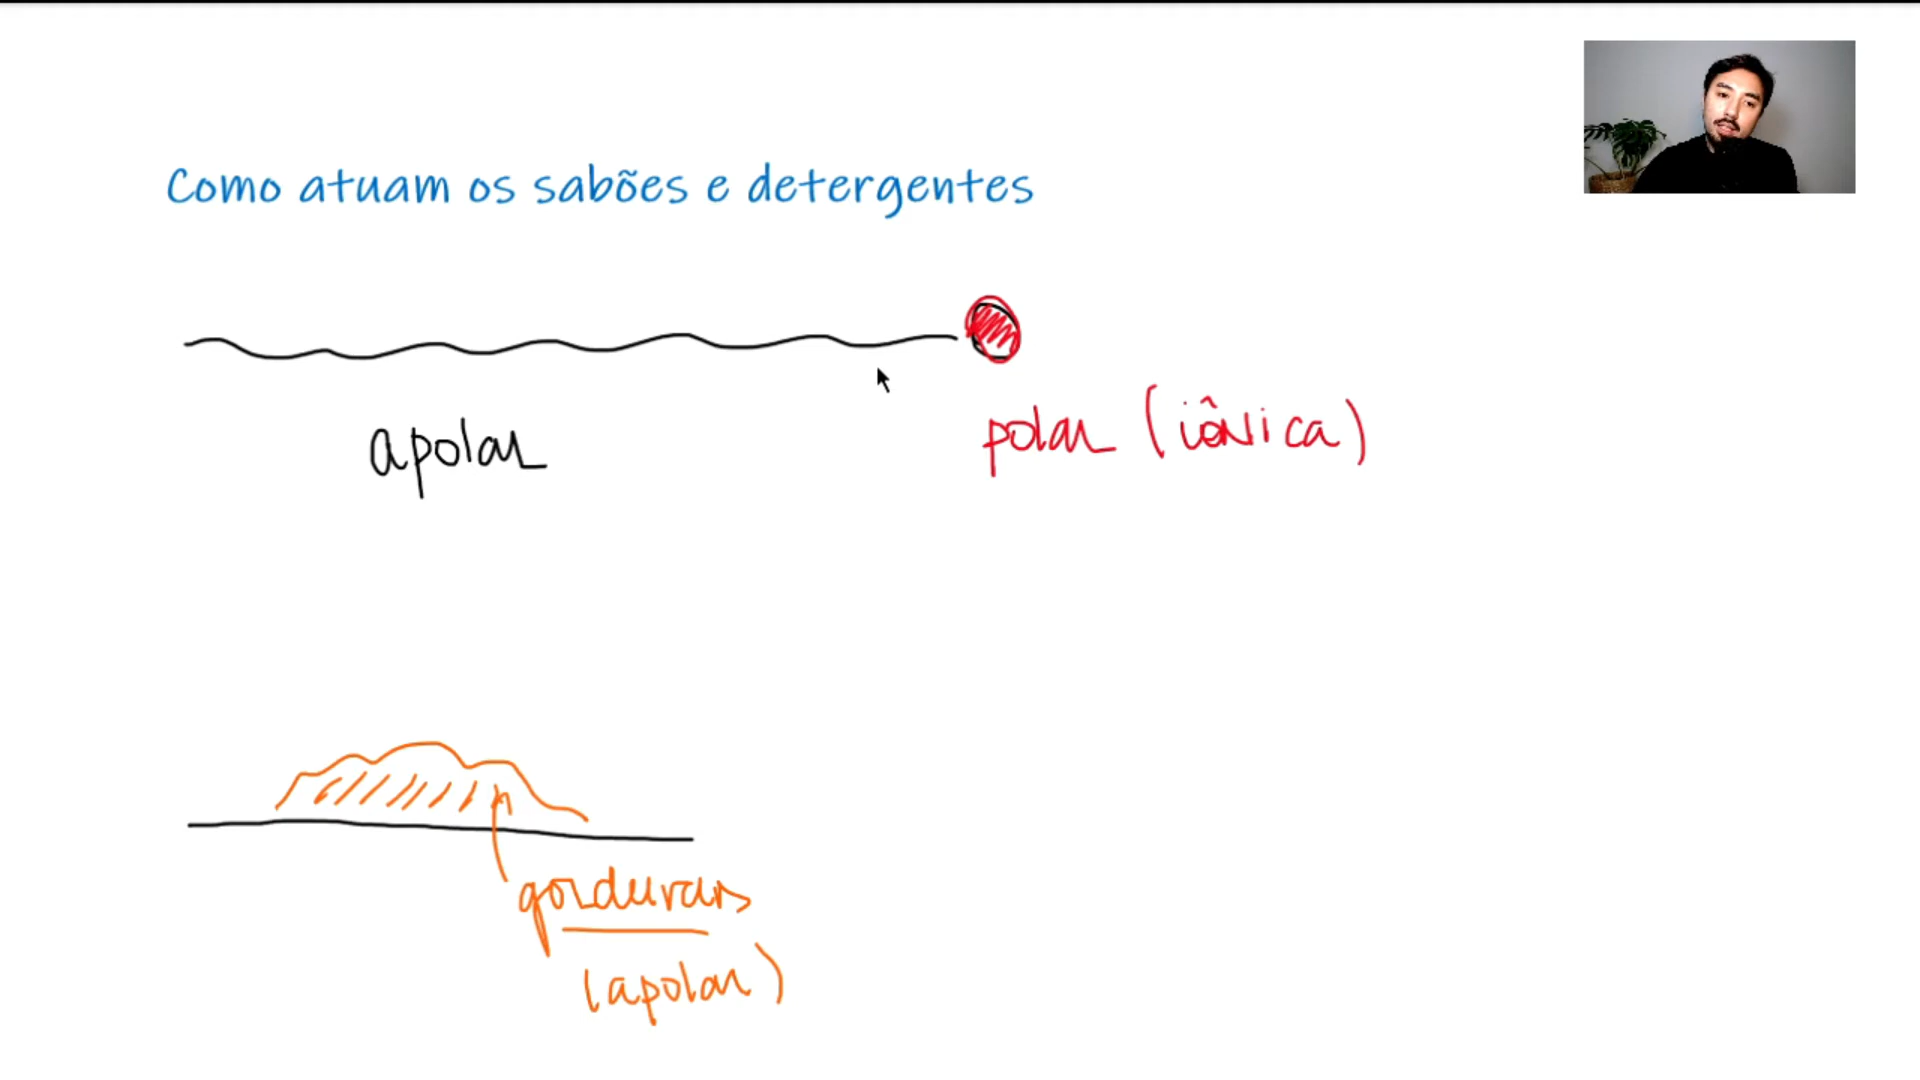 Como atuam os sabões e detergentes
apolar
polar (iônica)
gorduras
(apolar)